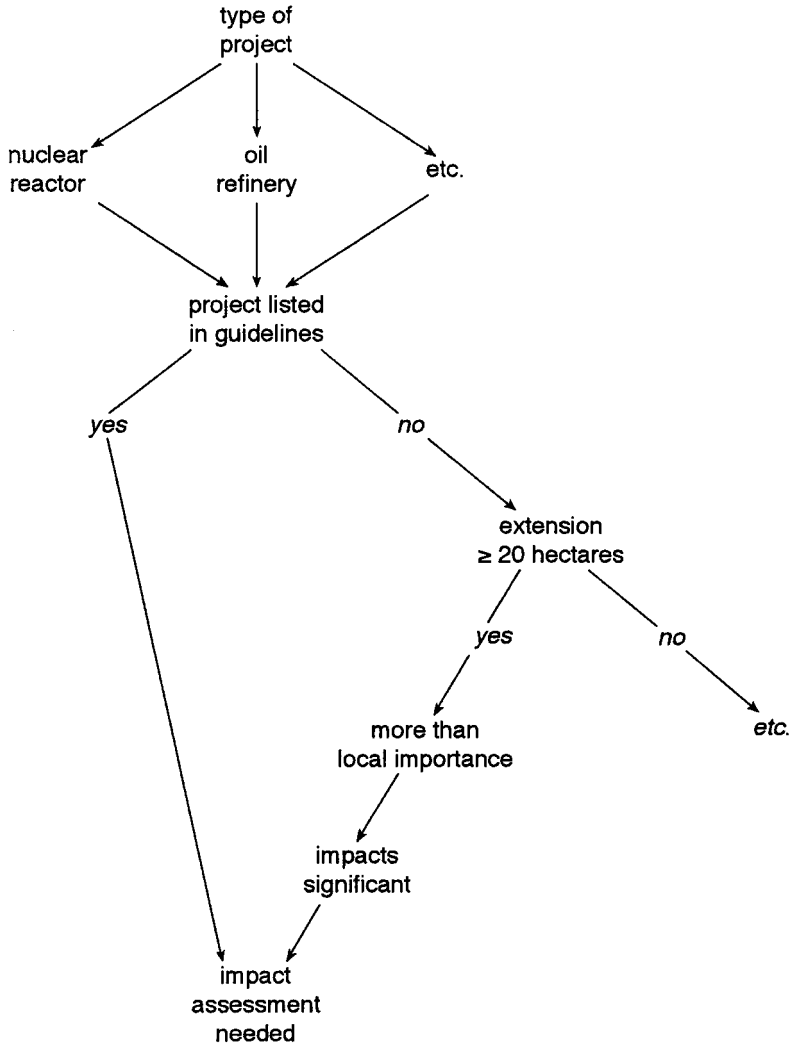 type of
project
nuclear
reactor
oil
refinery
etc.
project listed
in guidelines
yes
no
extension
≥ 20 hectares
yes
no
more than
local importance
etc.
impacts
significant
impact
assessment
needed